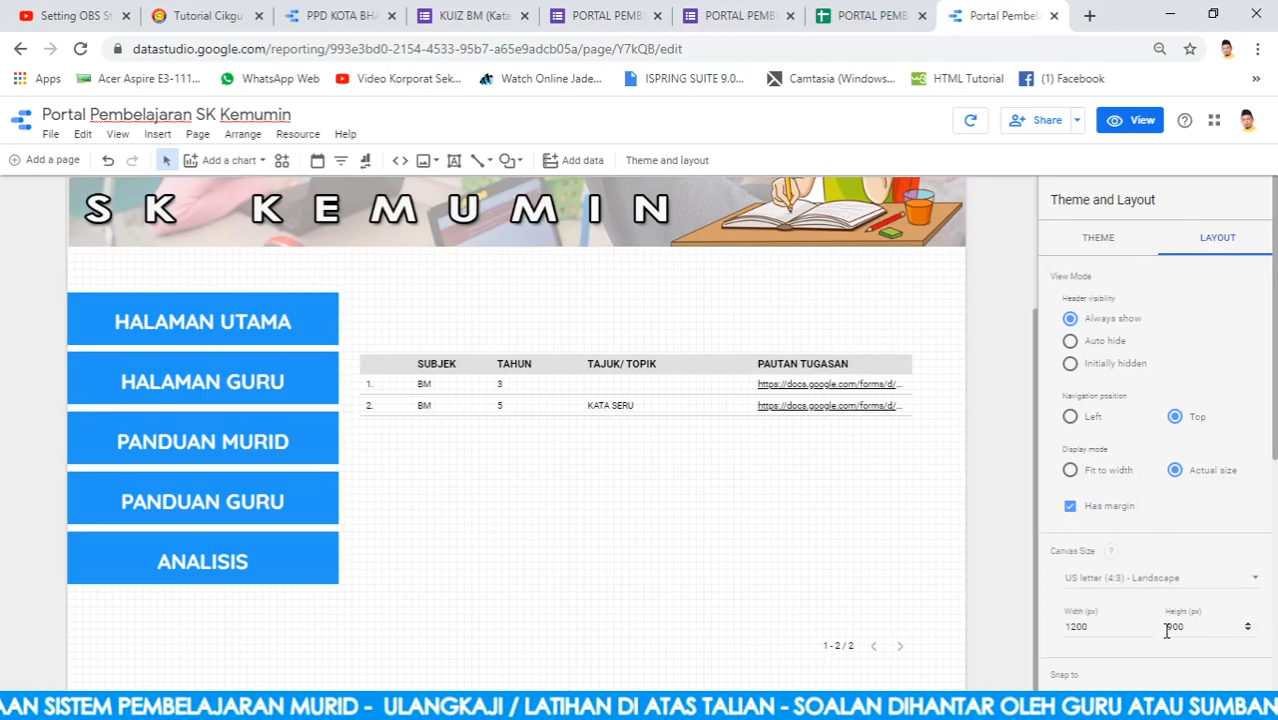 Setting OBS St
Tutorial Cikgu
PPD KOTA BHA
KUIZ BM (Kata
PORTAL PEMB
PORTAL PEMB
PORTAL PEMB
Portal Pembela
datastudio.google.com/reporting/993e3bd0-2154-4533-95b7-a65e9adcb05a/page/Y7kQB/edit
Apps
Acer Aspire E3-111...
WhatsApp Web
Video Korporat Sek...
Watch Online Jade...
ISPRING SUITE 9.0...
Camtasia (Windows...
HTML Tutorial
(1) Facebook
»
Portal Pembelajaran SK Kemumin
File Edit View Insert Page Arrange Resource Help
Share
View
Add a page
Add a chart
Add data
Theme and layout
SK KEMUMIN
HALAMAN UTAMA
HALAMAN GURU
PANDUAN MURID
PANDUAN GURU
ANALISIS
SUBJEK TAHUN TAJUK/ TOPIK PAUTAN TUGASAN
1. BM 3 https://docs.google.com/forms/d/...
2. BM 5 KATA SERU https://docs.google.com/forms/d/...
1 - 2 / 2
Theme and Layout
THEME LAYOUT
View Mode
Header visibility
Always show
Auto hide
Initially hidden
Navigation position
Left Top
Display mode
Fit to width Actual size
Has margin
Canvas Size ?
US letter (4:3) - Landscape
Width (px) Height (px)
1200 900
Snap to
AAN SISTEM PEMBELAJARAN MURID - ULANGKAJI / LATIHAN DI ATAS TALIAN - SOALAN DIHANTAR OLEH GURU ATAU SUMBAN